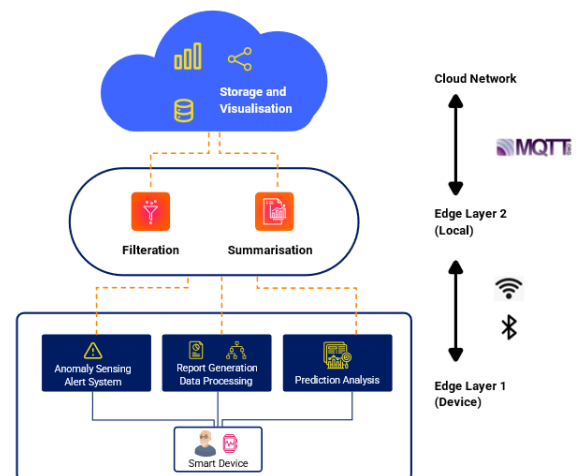 Storage and
Visualisation
Cloud Network
MQTT
Edge Layer 2
(Local)
Filteration
Summarisation
Anomaly Sensing
Alert System
Report Generation
Data Processing
Prediction Analysis
Edge Layer 1
(Device)
Smart Device